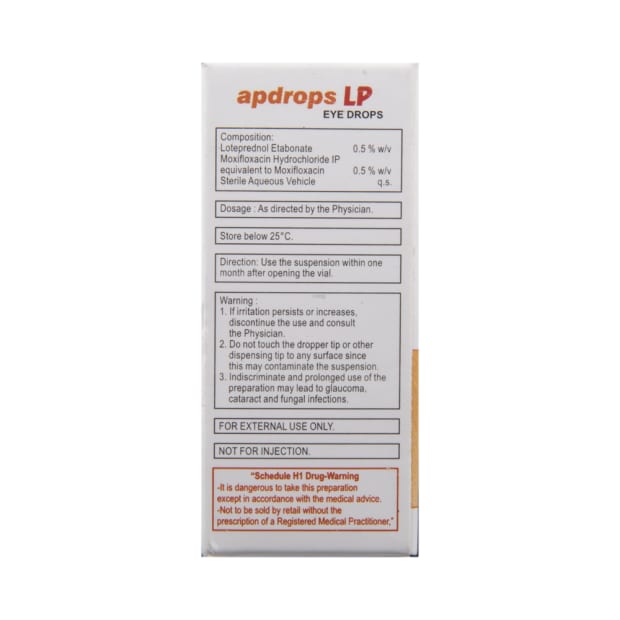 apdrops LP
EYE DROPS
Composition:
Loteprednol Etabonate 0.5 % w/v
Moxifloxacin Hydrochloride IP
equivalent to Moxifloxacin 0.5 % w/v
Sterile Aqueous Vehicle q.s.
Dosage : As directed by the Physician.
Store below 25°C.
Direction: Use the suspension within one
month after opening the vial.
Warning :
1. If irritation persists or increases,
discontinue the use and consult
the Physician.
2. Do not touch the dropper tip or other
dispensing tip to any surface since
this may contaminate the suspension.
3. Indiscriminate and prolonged use of the
preparation may lead to glaucoma,
cataract and fungal infections.
FOR EXTERNAL USE ONLY.
NOT FOR INJECTION.
"Schedule H1 Drug-Warning
-It is dangerous to take this preparation
except in accordance with the medical advice.
-Not to be sold by retail without the
prescription of a Registered Medical Practitioner,"